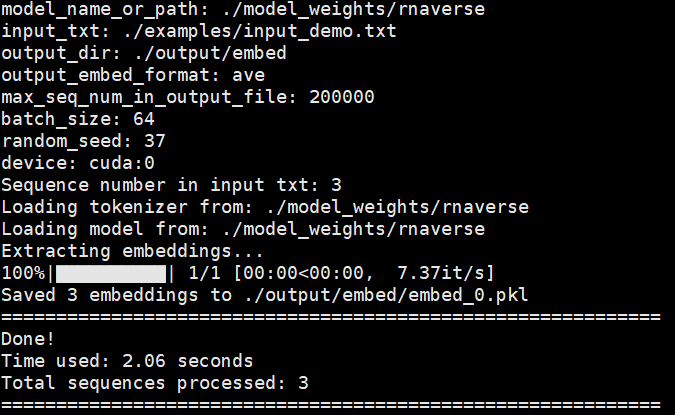 model_name_or_path: ./model_weights/rnaverse
input_txt: ./examples/input_demo.txt
output_dir: ./output/embed
output_embed_format: ave
max_seq_num_in_output_file: 200000
batch_size: 64
random_seed: 37
device: cuda:0
Sequence number in input txt: 3
Loading tokenizer from: ./model_weights/rnaverse
Loading model from: ./model_weights/rnaverse
Extracting embeddings...
100%|██████████| 1/1 [00:00<00:00,  7.37it/s]
Saved 3 embeddings to ./output/embed/embed_0.pkl
============================================================
Done!
Time used: 2.06 seconds
Total sequences processed: 3
============================================================